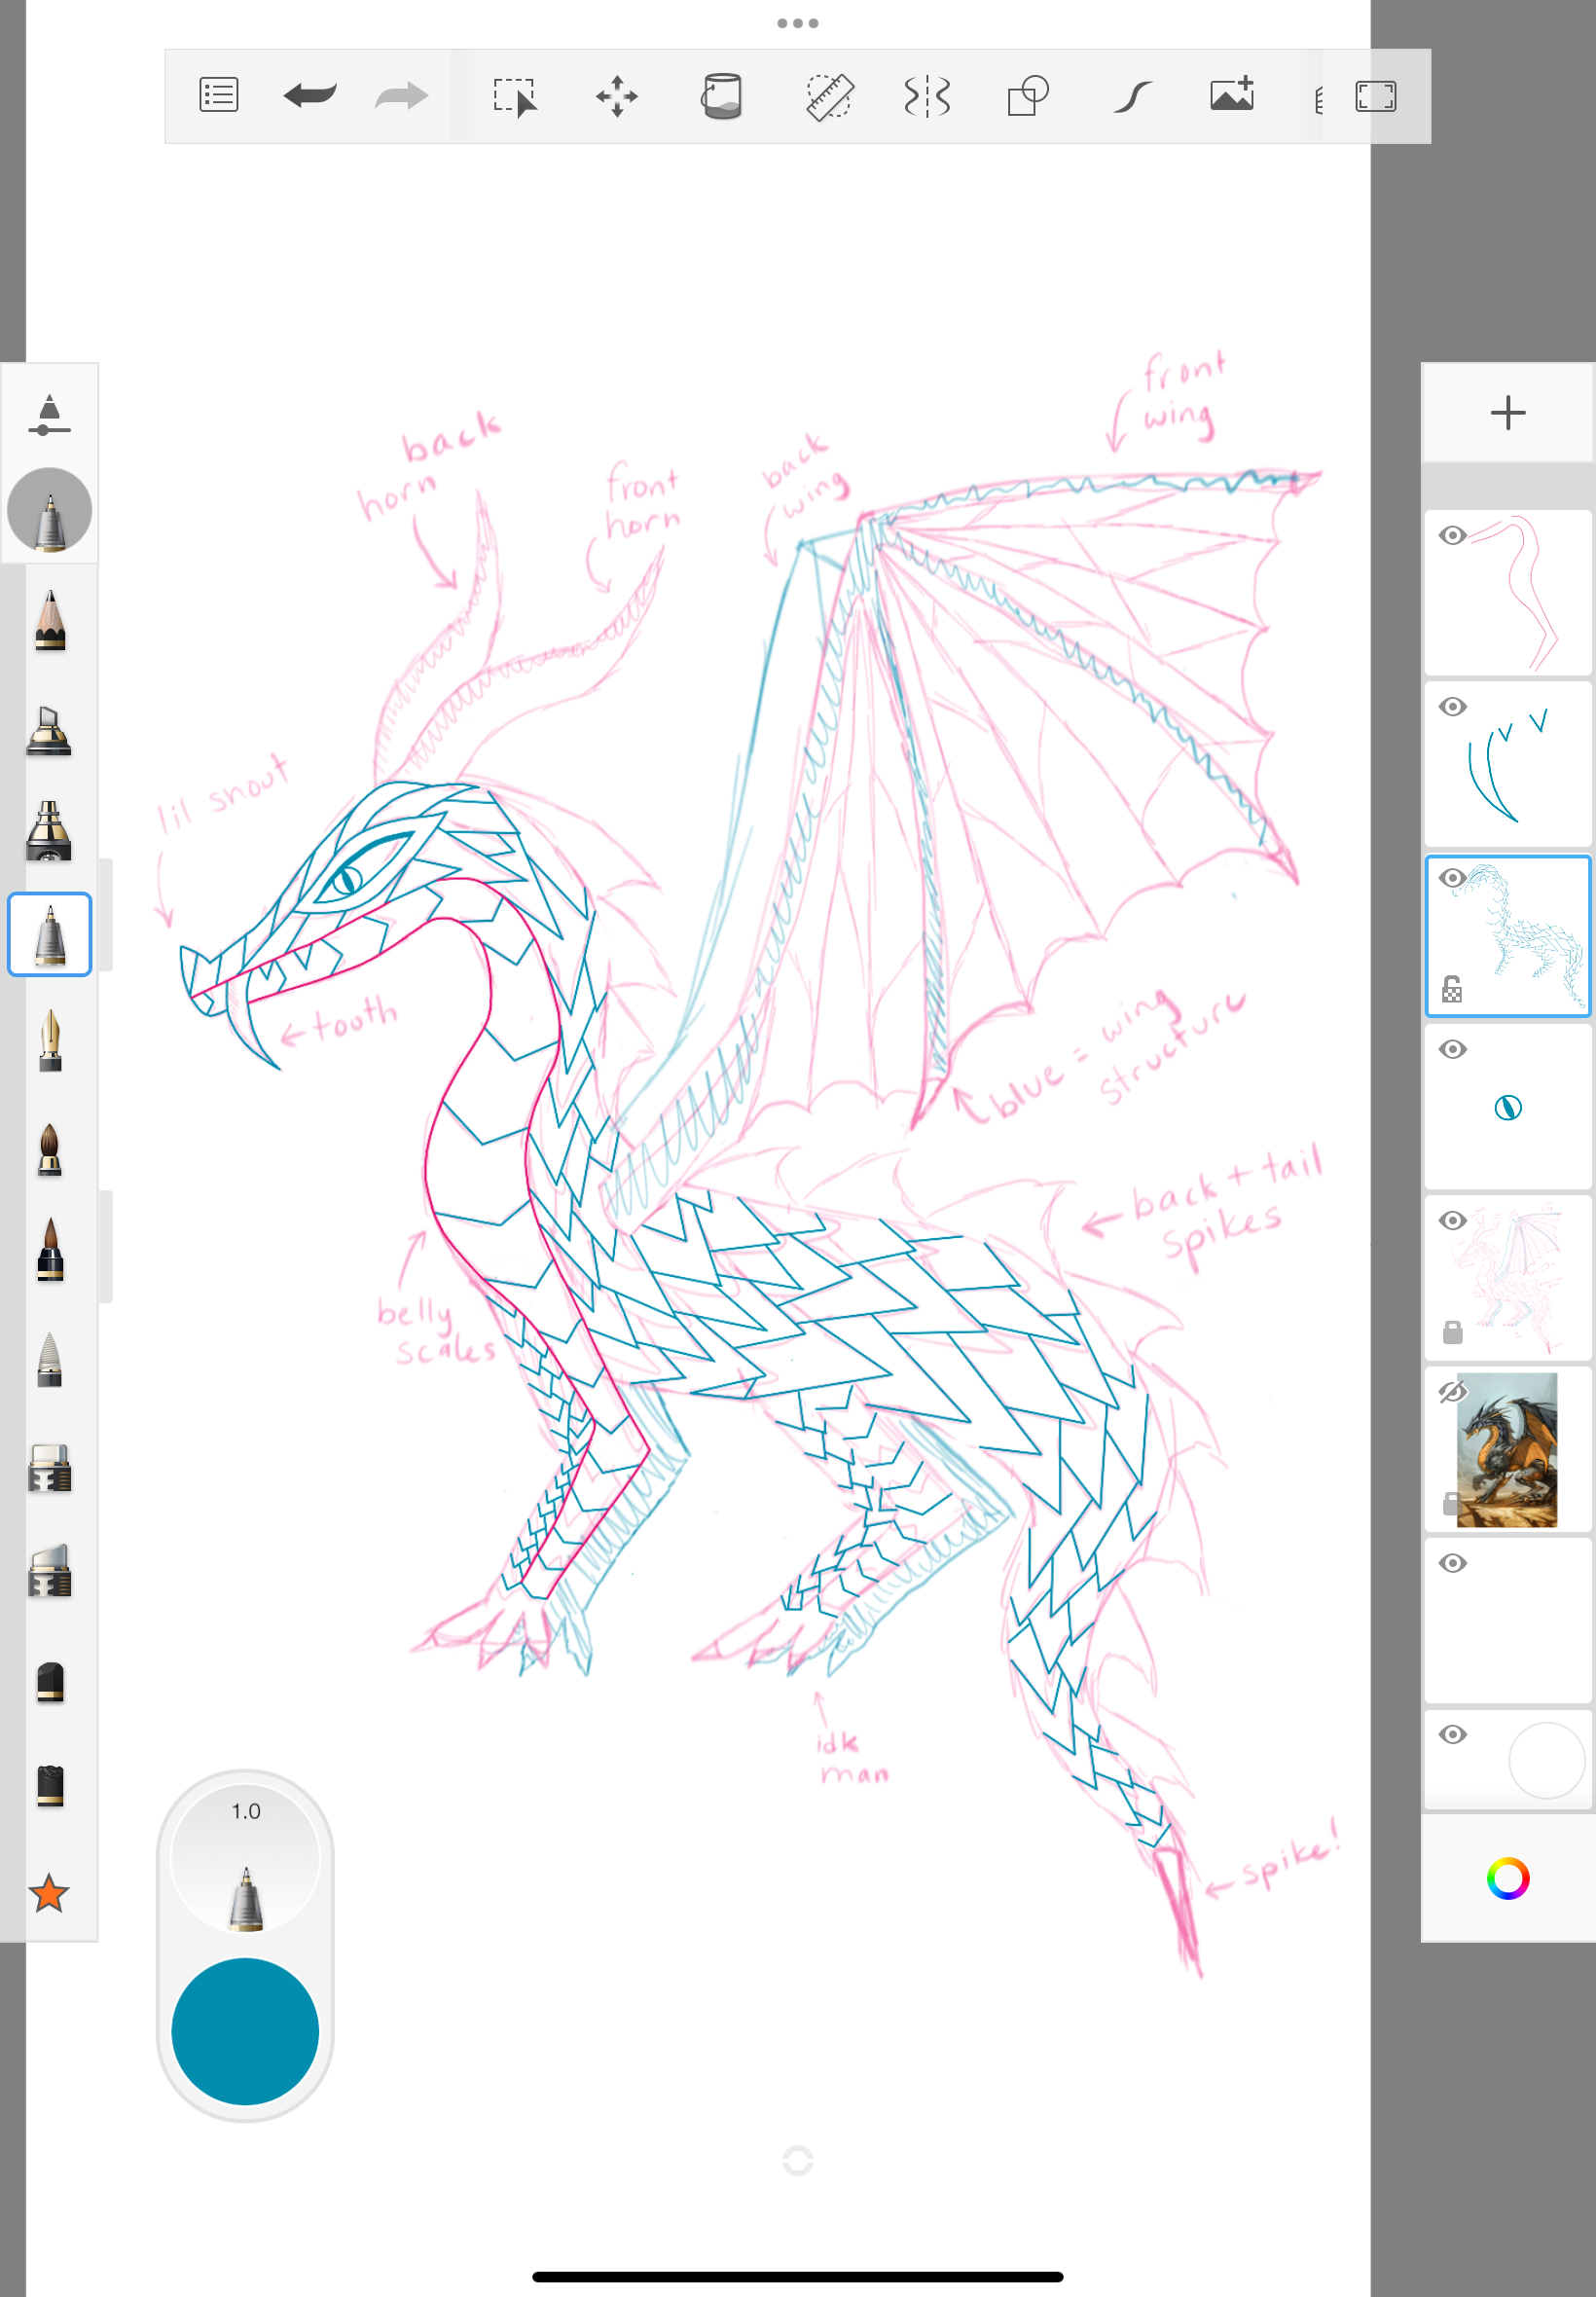 front
wing
back
horn
front
horn
back
wing
lil snout
tooth
blue = wing
structure
back + tail
spikes
belly
scales
idk
man
1.0
spike!